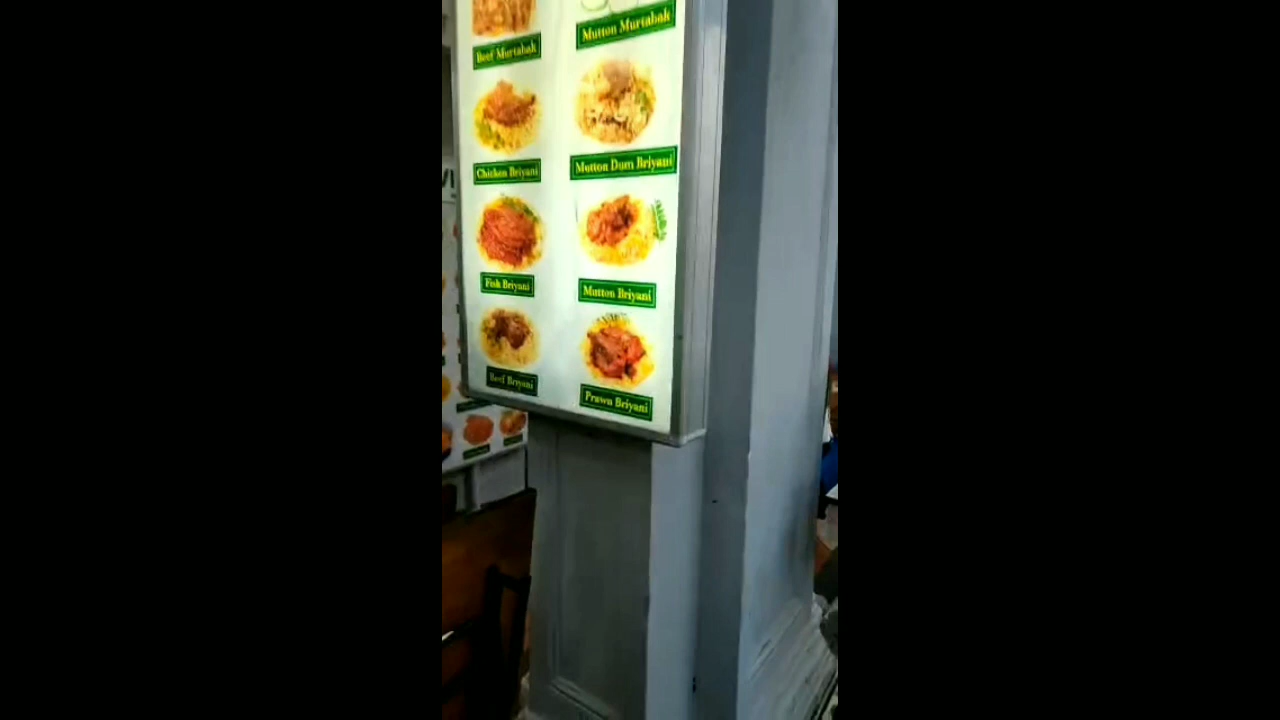 Beef Murtabak
Mutton Murtabak
Chicken Briyani
Mutton Dum Briyani
Fish Briyani
Mutton Briyani
Beef Briyani
Prawn Briyani